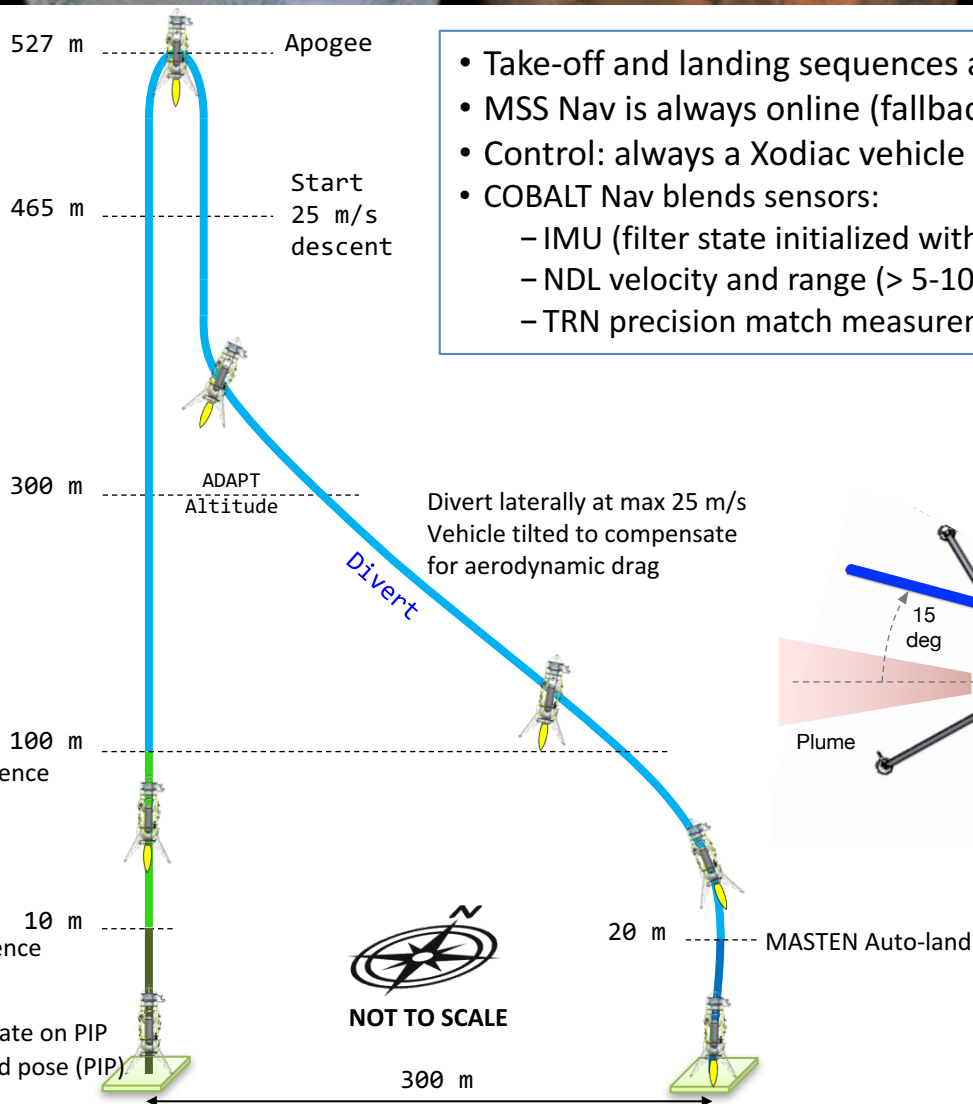 527 m
Apogee
• Take-off and landing sequences a
• MSS Nav is always online (fallbac
• Control: always a Xodiac vehicle
• COBALT Nav blends sensors:
– IMU (filter state initialized with
– NDL velocity and range (> 5-10
– TRN precision match measurem
Start
25 m/s
descent
465 m
300 m
ADAPT
Altitude
Divert laterally at max 25 m/s
Vehicle tilted to compensate
for aerodynamic drag
Divert
15
deg
Plume
100 m
ence
10 m
ence
N
NOT TO SCALE
20 m
MASTEN Auto-land
ate on PIP
d pose (PIP)
300 m